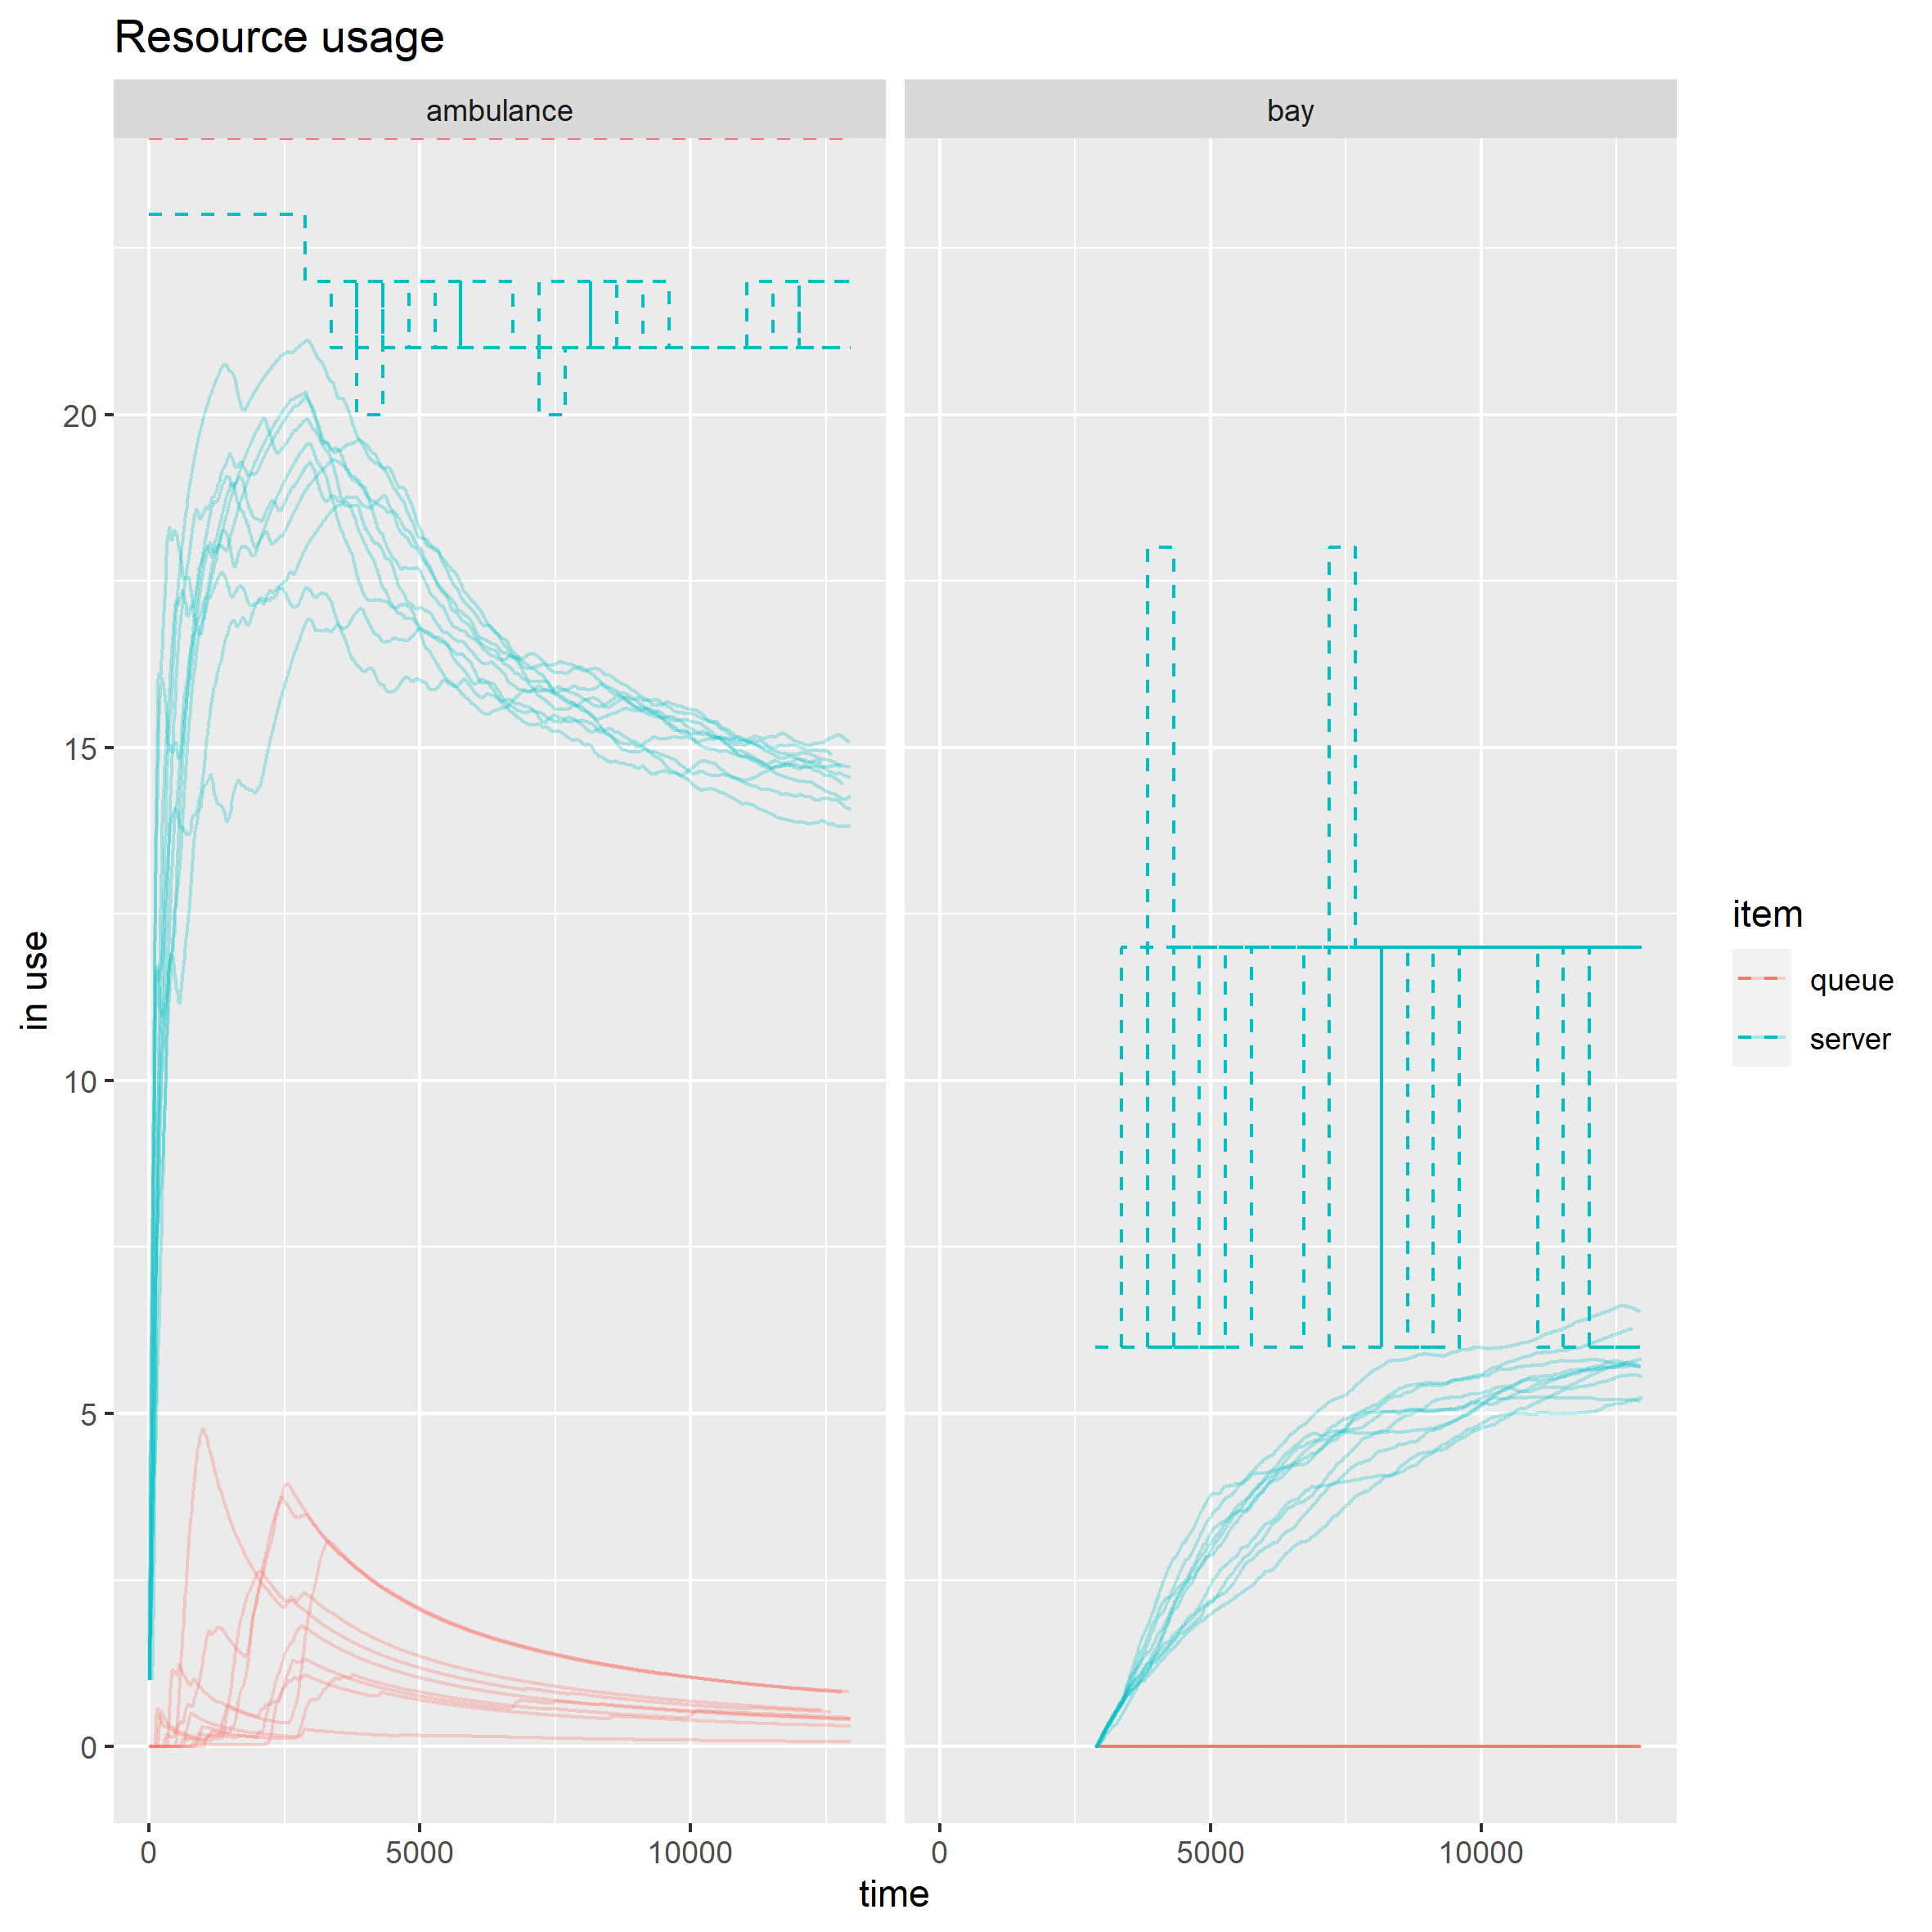 Resource usage
ambulance
bay
in use
20
15
10
5
0
0
5000
10000
0
5000
10000
time
item
queue
server